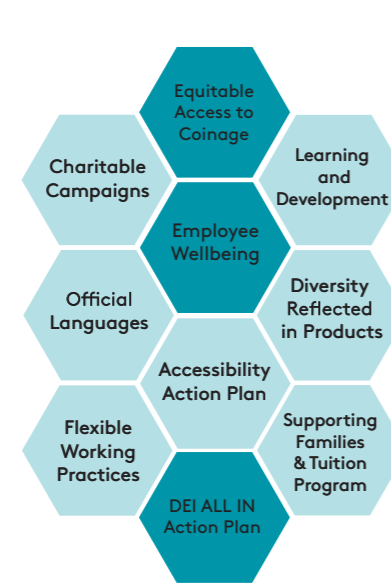 Equitable
Access to
Coinage
Charitable
Campaigns
Learning
and
Development
Employee
Wellbeing
Official
Languages
Diversity
Reflected
in Products
Accessibility
Action Plan
Flexible
Working
Practices
Supporting
Families
& Tuition
Program
DEI ALL IN
Action Plan